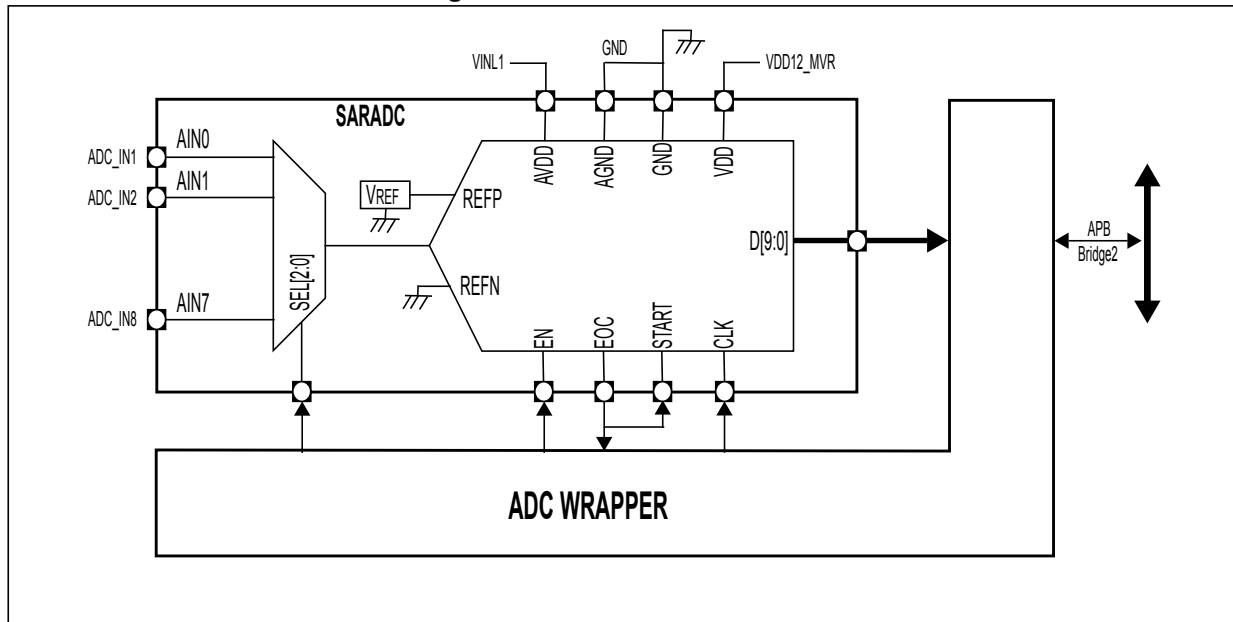 VINL1
GND
VDD12_MVR
SARADC
ADC_IN1
AIN0
ADC_IN2
AIN1
ADC_IN8
AIN7
SEL[2:0]
VREF
REFP
REFN
AVDD
AGND
GND
VDD
D[9:0]
EN
EOC
START
CLK
APB
Bridge2
ADC WRAPPER